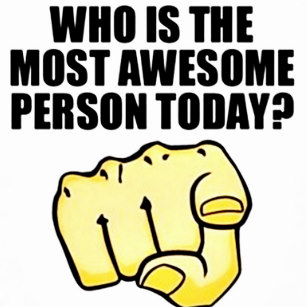 WHO IS THE
MOST AWESOME
PERSON TODAY?